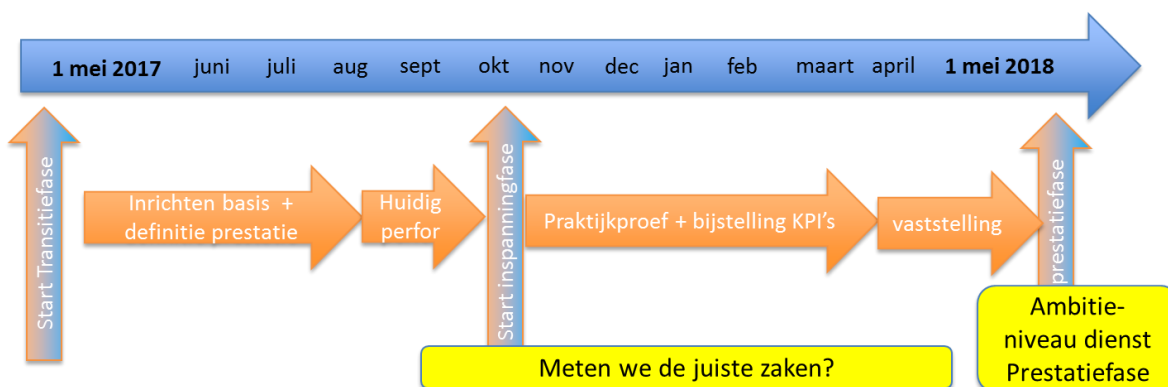 1 mei 2017 juni juli aug sept okt nov dec jan feb maart april 1 mei 2018
Start Transitiefase
Inrichten basis +
definitie prestatie
Huidig
perfor
Start inspanningfase
Praktijkproef + bijstelling KPI's
vaststelling
prestatiefase
Meten we de juiste zaken?
Ambitie-
niveau dienst
Prestatiefase